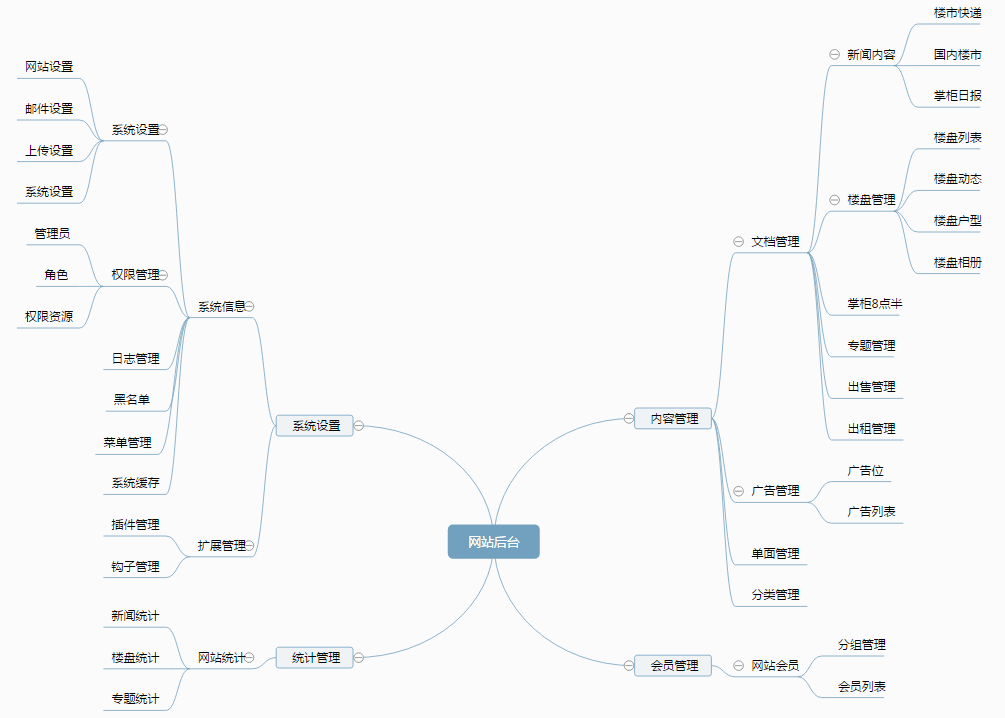 网站后台
内容管理
文档管理
新闻内容
楼市快递
国内楼市
掌柜日报
楼盘管理
楼盘列表
楼盘动态
楼盘户型
楼盘相册
掌柜8点半
专题管理
出售管理
出租管理
广告管理
广告位
广告列表
单面管理
分类管理
会员管理
网站会员
分组管理
会员列表
系统设置
系统信息
系统设置
网站设置
邮件设置
上传设置
系统设置
权限管理
管理员
角色
权限资源
日志管理
黑名单
菜单管理
系统缓存
扩展管理
插件管理
钩子管理
统计管理
网站统计
新闻统计
楼盘统计
专题统计